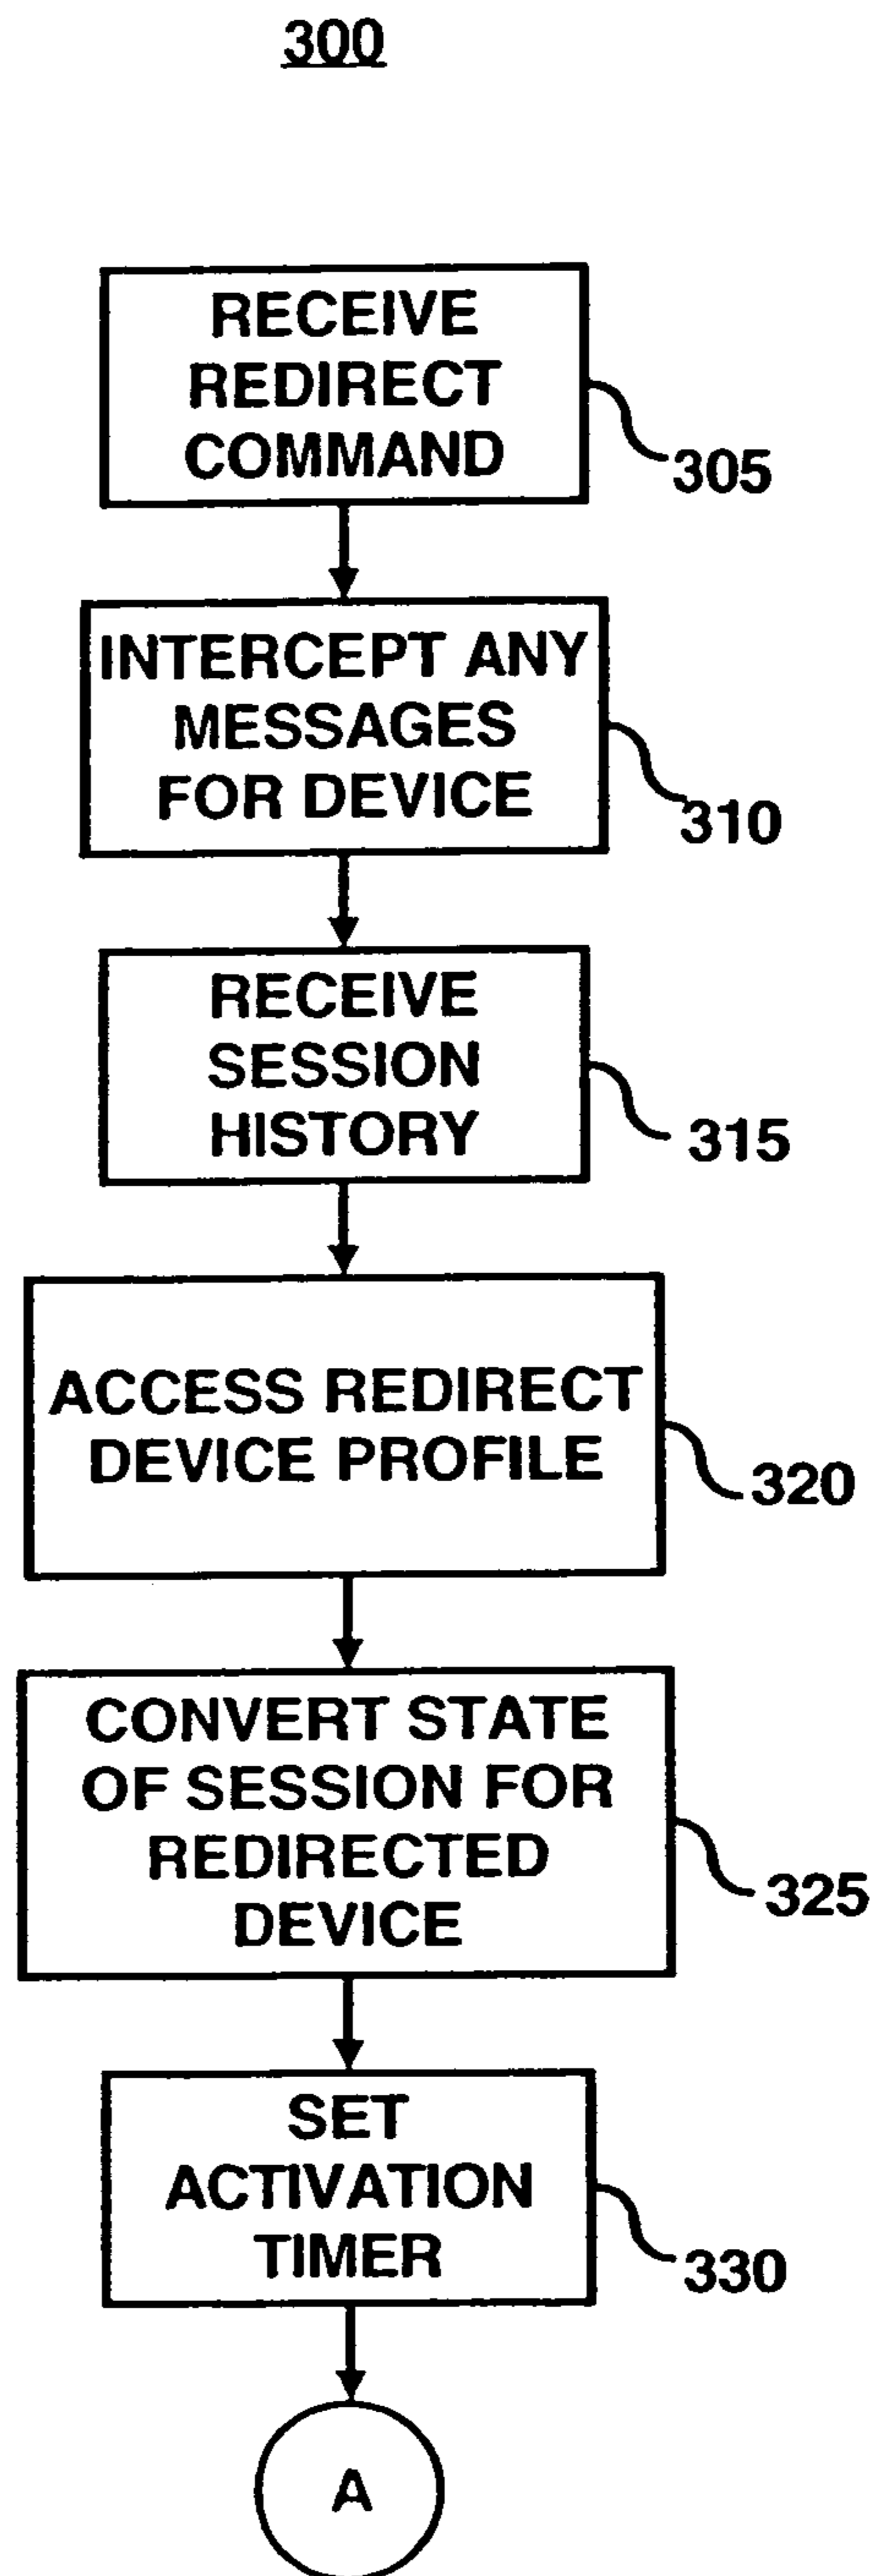 300
RECEIVE
REDIRECT
COMMAND
305
INTERCEPT ANY
MESSAGES
FOR DEVICE
310
RECEIVE
SESSION
HISTORY
315
ACCESS REDIRECT
DEVICE PROFILE
320
CONVERT STATE
OF SESSION FOR
REDIRECTED
DEVICE
325
SET
ACTIVATION
TIMER
330
A